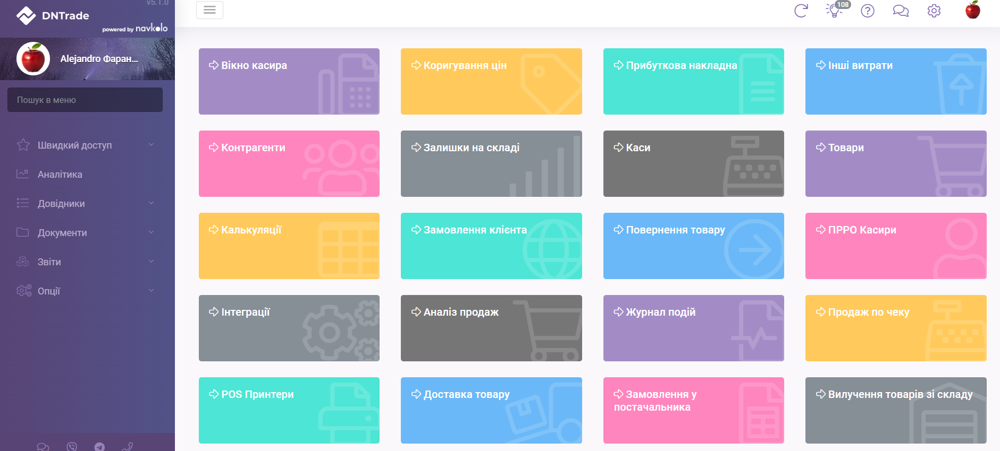 v5.1.0
DNTrade
powered by navkolo
Alejandro Фаран...
Пошук в меню
Швидкий доступ
Аналітика
Довідники
Документи
Звіти
Опції
108
Вікно касира
Коригування цін
Прибуткова накладна
Інші витрати
Контрагенти
Залишки на складі
Каси
Товари
Калькуляції
Замовлення клієнта
Повернення товару
ПРРО Касири
Інтеграції
Аналіз продаж
Журнал подій
Продаж по чеку
POS Принтери
Доставка товару
Замовлення у
постачальника
Вилучення товарів зі складу